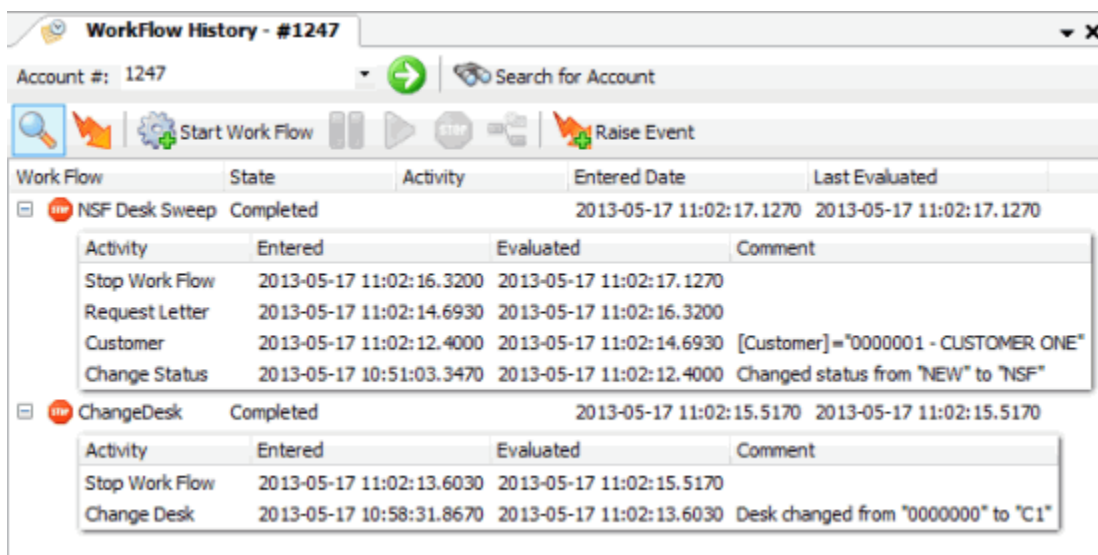 WorkFlow History - #1247
Account #: 1247 Search for Account
Start Work Flow STOP Raise Event
Work Flow State Activity Entered Date Last Evaluated
STOP NSF Desk Sweep Completed 2013-05-17 11:02:17.1270 2013-05-17 11:02:17.1270
Activity Entered Evaluated Comment
Stop Work Flow 2013-05-17 11:02:16.3200 2013-05-17 11:02:17.1270
Request Letter 2013-05-17 11:02:14.6930 2013-05-17 11:02:16.3200
Customer 2013-05-17 11:02:12.4000 2013-05-17 11:02:14.6930 [Customer]="0000001 - CUSTOMER ONE"
Change Status 2013-05-17 10:51:03.3470 2013-05-17 11:02:12.4000 Changed status from "NEW" to "NSF"
STOP ChangeDesk Completed 2013-05-17 11:02:15.5170 2013-05-17 11:02:15.5170
Activity Entered Evaluated Comment
Stop Work Flow 2013-05-17 11:02:13.6030 2013-05-17 11:02:15.5170
Change Desk 2013-05-17 10:58:31.8670 2013-05-17 11:02:13.6030 Desk changed from "0000000" to "C1"